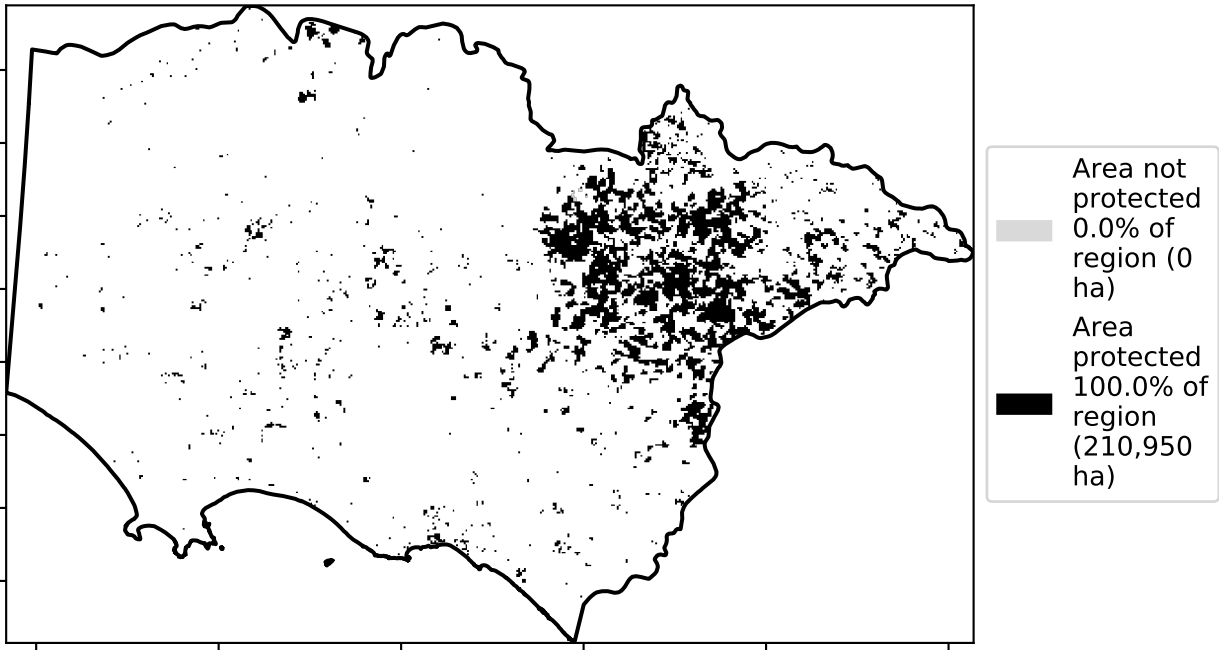 Area not
protected
0.0% of
region (0
ha)
Area
protected
100.0% of
region
(210,950
ha)